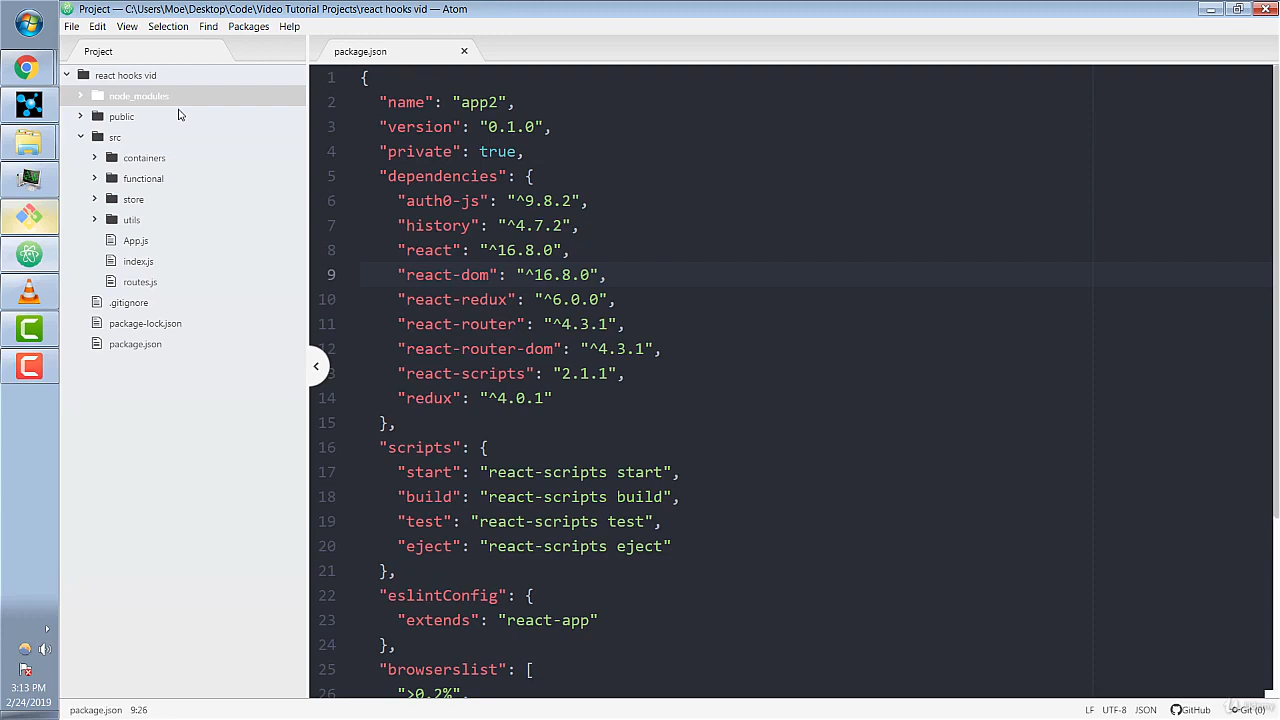 Project — C:\Users\Moe\Desktop\Code\Video Tutorial Projects\react hooks vid — Atom
File Edit View Selection Find Packages Help
Project
package.json
react hooks vid
node_modules
public
src
containers
functional
store
utils
App.js
index.js
routes.js
.gitignore
package-lock.json
package.json
1 {
2 "name": "app2",
3 "version": "0.1.0",
4 "private": true,
5 "dependencies": {
6 "auth0-js": "^9.8.2",
7 "history": "^4.7.2",
8 "react": "^16.8.0",
9 "react-dom": "^16.8.0",
10 "react-redux": "^6.0.0",
11 "react-router": "^4.3.1",
12 "react-router-dom": "^4.3.1",
3 "react-scripts": "2.1.1",
14 "redux": "^4.0.1"
15 },
16 "scripts": {
17 "start": "react-scripts start",
18 "build": "react-scripts build",
19 "test": "react-scripts test",
20 "eject": "react-scripts eject"
21 },
22 "eslintConfig": {
23 "extends": "react-app"
24 },
25 "browserslist": [
26 ">0.2%",
3:13 PM
2/24/2019
package.json 9:26
LF UTF-8 JSON GitHub Git (0)